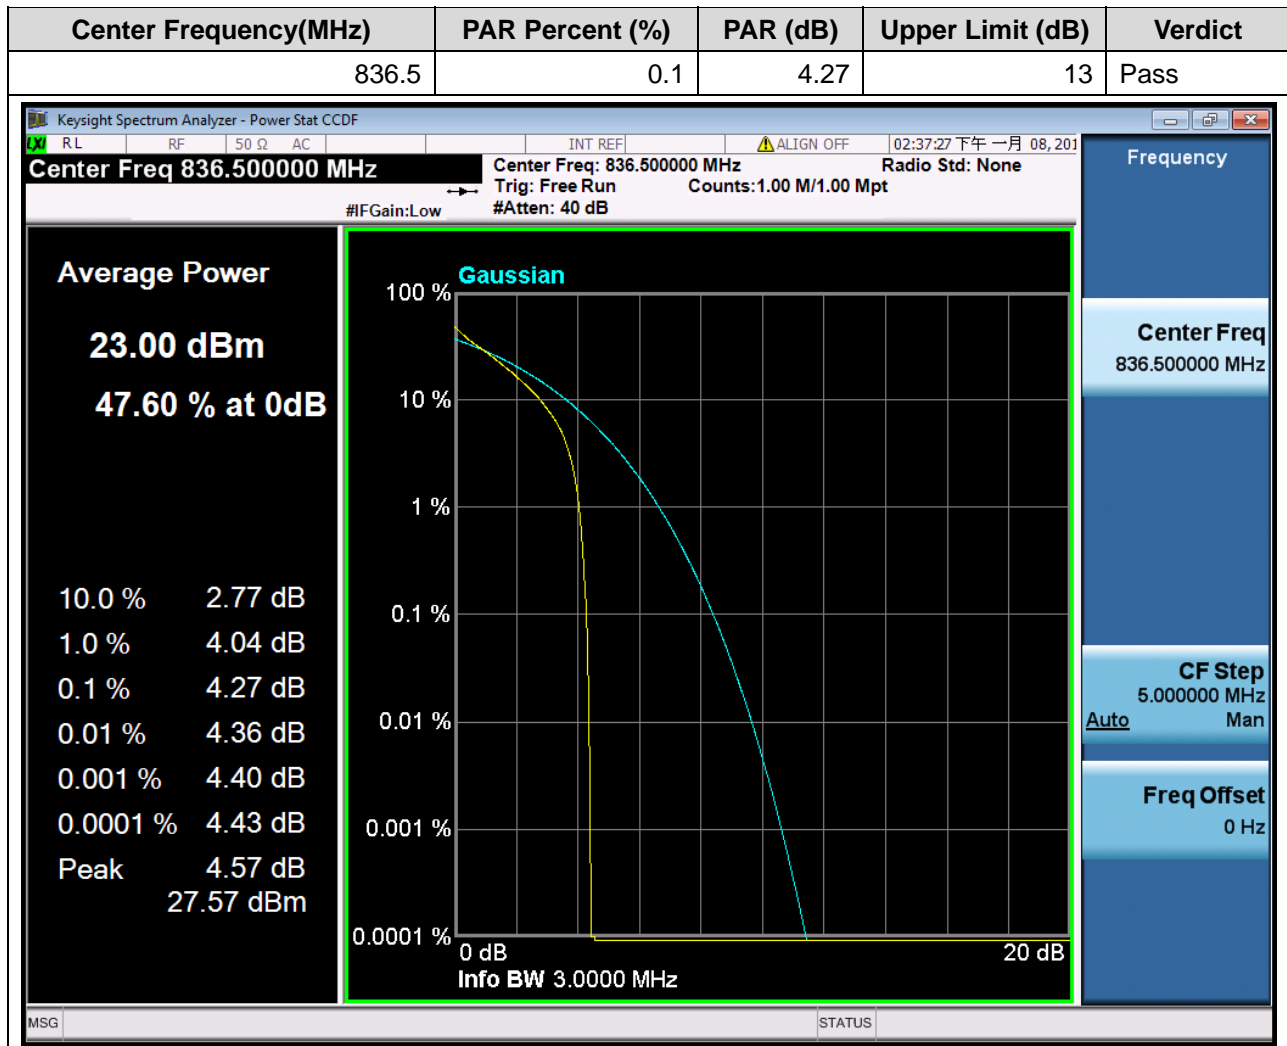 Center Frequency(MHz) PAR Percent (%) PAR (dB) Upper Limit (dB) Verdict
836.5 0.1 4.27 13 Pass
Keysight Spectrum Analyzer - Power Stat CCDF
LXI RL RF 50 Ω AC INT REF ALIGN OFF 02:37:27 下午 一月 08, 201
Center Freq 836.500000 MHz
Center Freq: 836.500000 MHz Radio Std: None
Trig: Free Run Counts:1.00 M/1.00 Mpt
#IFGain:Low #Atten: 40 dB
Average Power
23.00 dBm
47.60 % at 0dB
10.0 % 2.77 dB
1.0 % 4.04 dB
0.1 % 4.27 dB
0.01 % 4.36 dB
0.001 % 4.40 dB
0.0001 % 4.43 dB
Peak 4.57 dB
27.57 dBm
Gaussian
100 %
10 %
1 %
0.1 %
0.01 %
0.001 %
0.0001 %
0 dB 20 dB
Info BW 3.0000 MHz
Frequency
Center Freq
836.500000 MHz
CF Step
5.000000 MHz
Auto Man
Freq Offset
0 Hz
MSG STATUS